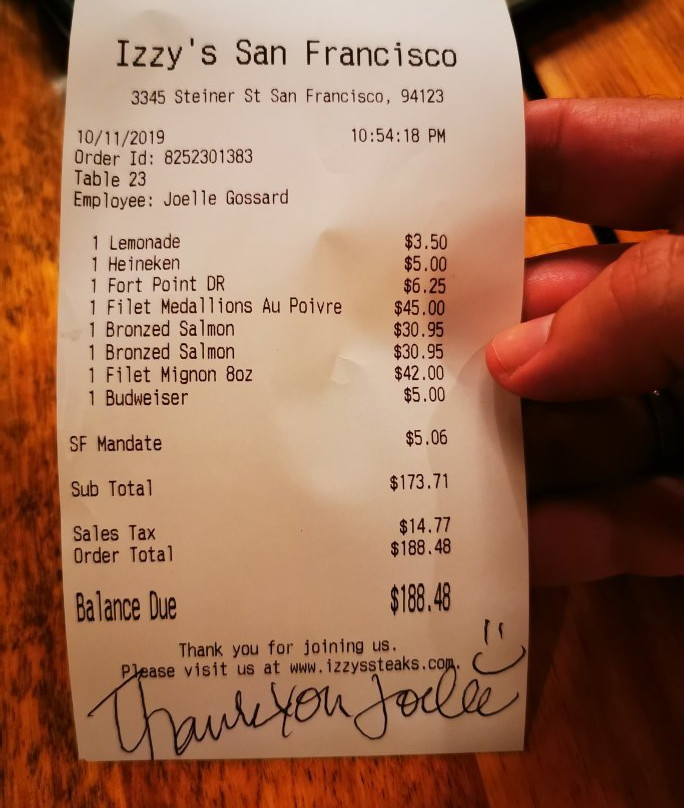 Izzy's San Francisco
3345 Steiner St San Francisco, 94123
10/11/2019 10:54:18 PM
Order Id: 8252301383
Table 23
Employee: Joelle Gossard
1 Lemonade $3.50
1 Heineken $5.00
1 Fort Point DR $6.25
1 Filet Medallions Au Poivre $45.00
1 Bronzed Salmon $30.95
1 Bronzed Salmon $30.95
1 Filet Mignon 8oz $42.00
1 Budweiser $5.00
SF Mandate $5.06
Sub Total $173.71
Sales Tax $14.77
Order Total $188.48
Balance Due $188.48
Thank you for joining us.
Please visit us at www.izzyssteaks.com.
Thank You Joelle